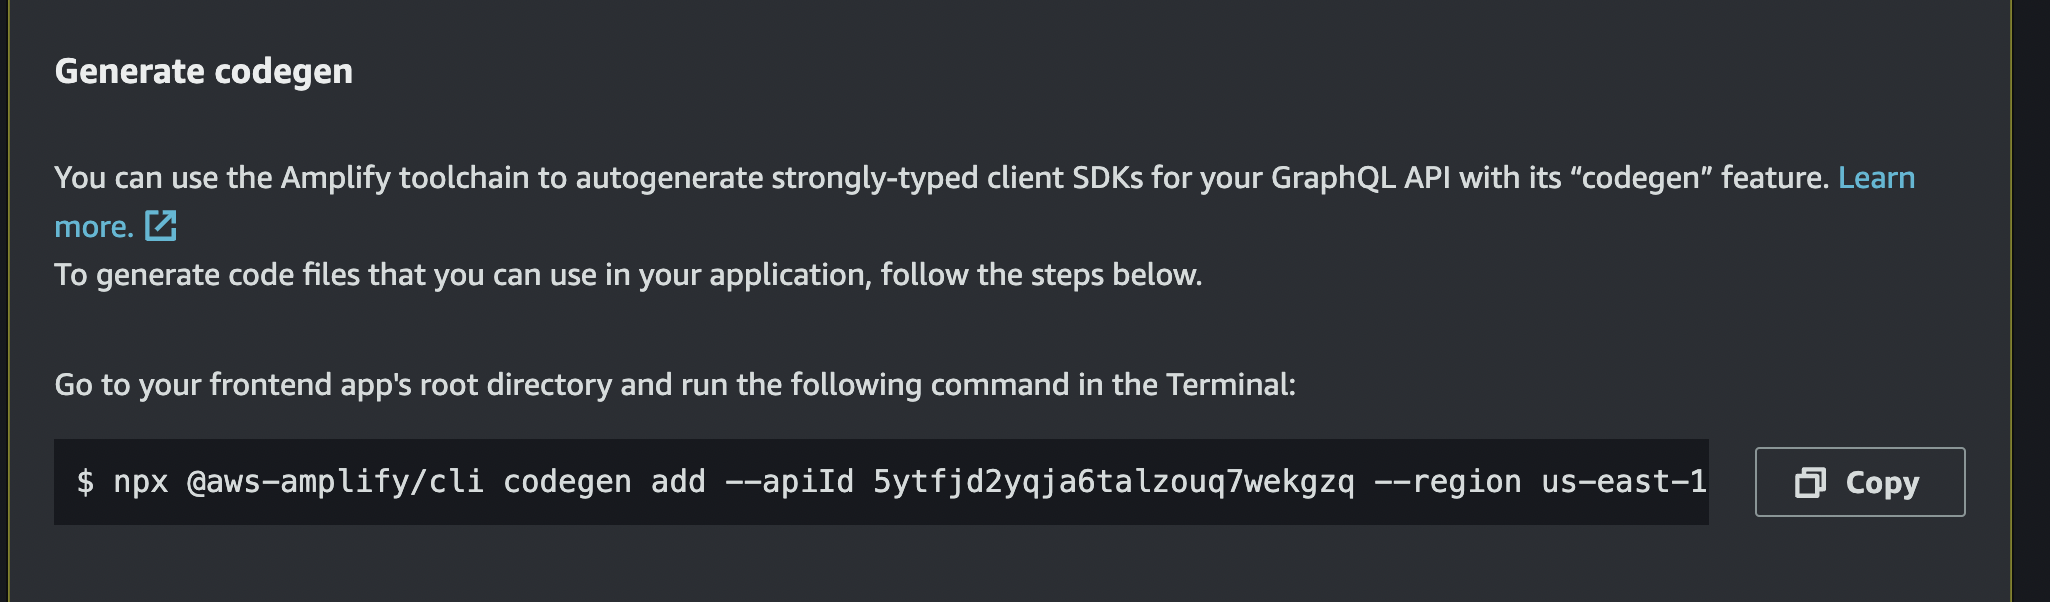 Generate codegen
You can use the Amplify toolchain to autogenerate strongly-typed client SDKs for your GraphQL API with its “codegen” feature. Learn
more.
To generate code files that you can use in your application, follow the steps below.
Go to your frontend app's root directory and run the following command in the Terminal:
$ npx @aws-amplify/cli codegen add --apiId 5ytfjd2yqja6talzouq7wekgzq --region us-east-1
Copy